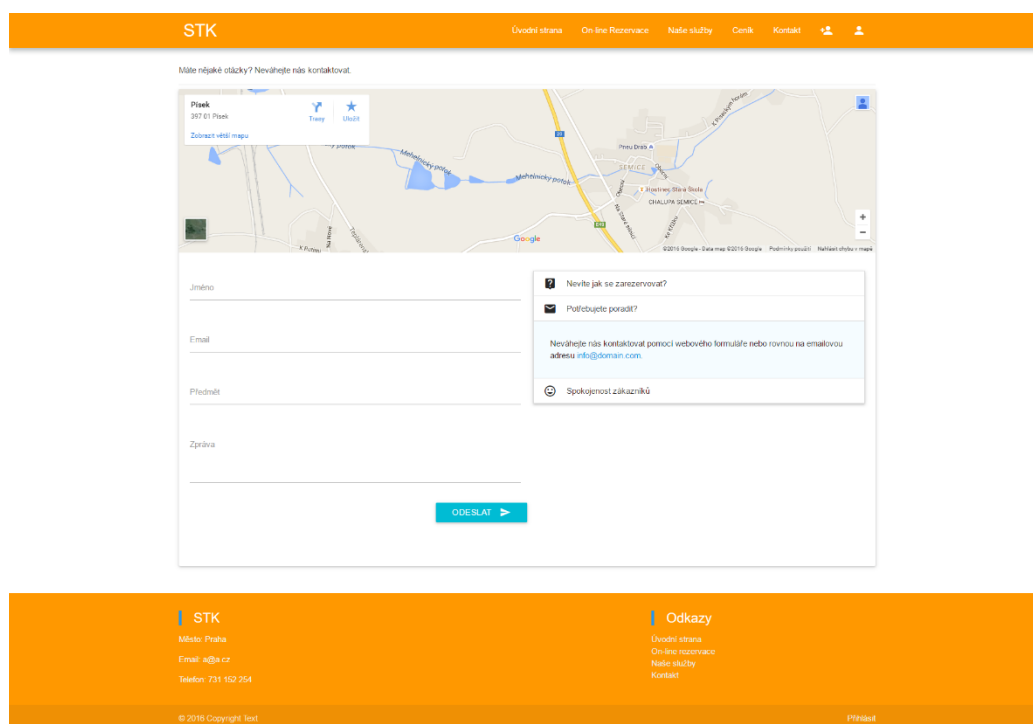 STK
Úvodní strana On-line Rezervace Naše služby Ceník Kontakt
Máte nějaké otázky? Neváhejte nás kontaktovat.
Písek
397 01 Písek
Trasy Uložit
Zobrazit větší mapu
Mehelnický potok
Mehelnický potok
SEMICE
CHALUPA SEMICE
Google
©2016 Google - Data map ©2016 Google Podmínky použití Nahlásit chybu v mapě
Jméno
Email
Předmět
Zpráva
ODESLAT
Nevíte jak se zarezervovat?
Potřebujete poradit?
Neváhejte nás kontaktovat pomocí webového formuláře nebo rovnou na emailovou
adresu info@domain.com.
Spokojenost zákazníků
STK
Město: Praha
Email: a@a.cz
Telefon: 731 152 254
Odkazy
Úvodní strana
On-line rezervace
Naše služby
Kontakt
© 2016 Copyright Text
Přihlásit